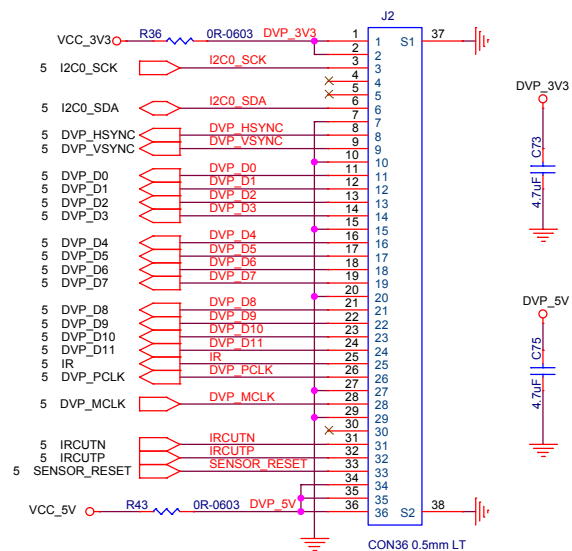 J2
VCC_3V3 R36 0R-0603 DVP_3V3 1 1 S1 37
2 2
5 I2C0_SCK I2C0_SCK 3 3
4 4
5 5
5 I2C0_SDA I2C0_SDA 6 6
7 7
5 DVP_HSYNC DVP_HSYNC 8 8
5 DVP_VSYNC DVP_VSYNC 9 9
10 10
5 DVP_D0 DVP_D0 11 11
5 DVP_D1 DVP_D1 12 12
5 DVP_D2 DVP_D2 13 13
5 DVP_D3 DVP_D3 14 14
15 15
5 DVP_D4 DVP_D4 16 16
5 DVP_D5 DVP_D5 17 17
5 DVP_D6 DVP_D6 18 18
5 DVP_D7 DVP_D7 19 19
20 20
5 DVP_D8 DVP_D8 21 21
5 DVP_D9 DVP_D9 22 22
5 DVP_D10 DVP_D10 23 23
5 DVP_D11 DVP_D11 24 24
5 IR IR 25 25
5 DVP_PCLK DVP_PCLK 26 26
27 27
5 DVP_MCLK DVP_MCLK 28 28
29 29
30 30
5 IRCUTN IRCUTN 31 31
5 IRCUTP IRCUTP 32 32
5 SENSOR_RESET SENSOR_RESET 33 33
34 34
35 35
VCC_5V R43 0R-0603 DVP_5V 36 36 S2 38
CON36 0.5mm LT
DVP_3V3
C73
4.7uF
DVP_5V
C75
4.7uF